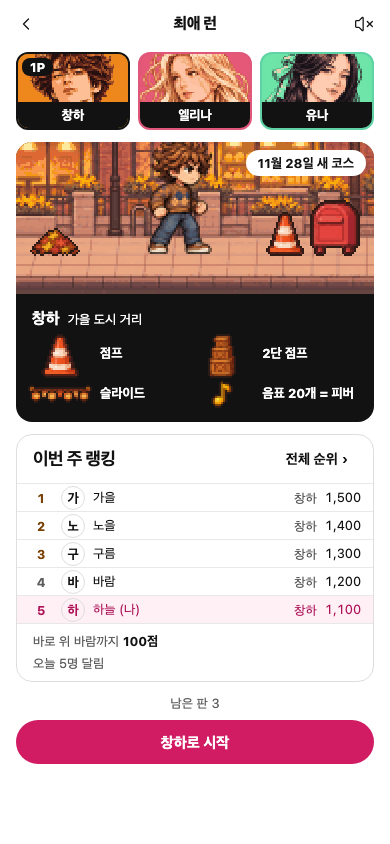 최애 런
1P
창하
엘리나
유나
11월 28일 새 코스
창하 가을 도시 거리
점프
2단 점프
슬라이드
음표 20개 = 피버
이번 주 랭킹
전체 순위 ›
1 가 가을 창하 1,500
2 노 노을 창하 1,400
3 구 구름 창하 1,300
4 바 바람 창하 1,200
5 하 하늘 (나) 창하 1,100
바로 위 바람까지 100점
오늘 5명 달림
남은 판 3
창하로 시작